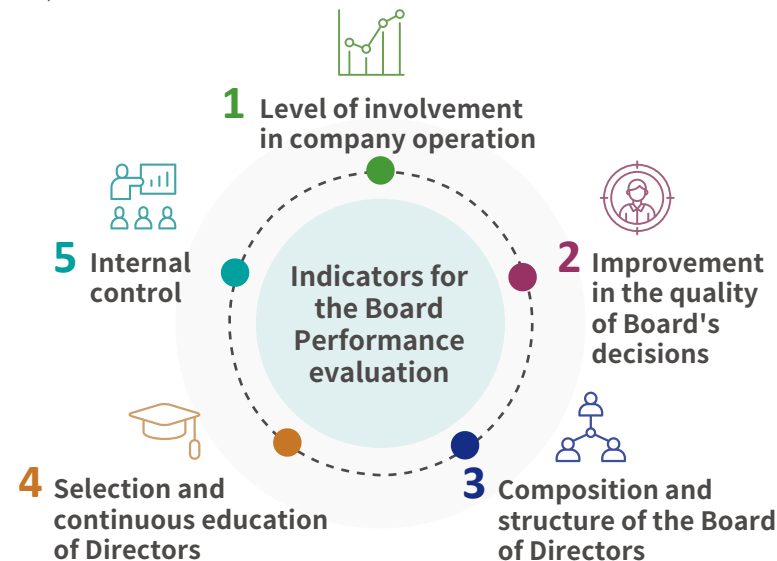 Indicators for
the Board
Performance
evaluation
1 Level of involvement
in company operation
2 Improvement
in the quality
of Board's
decisions
3 Composition and
structure of the Board
of Directors
4 Selection and
continuous education
of Directors
5 Internal
control